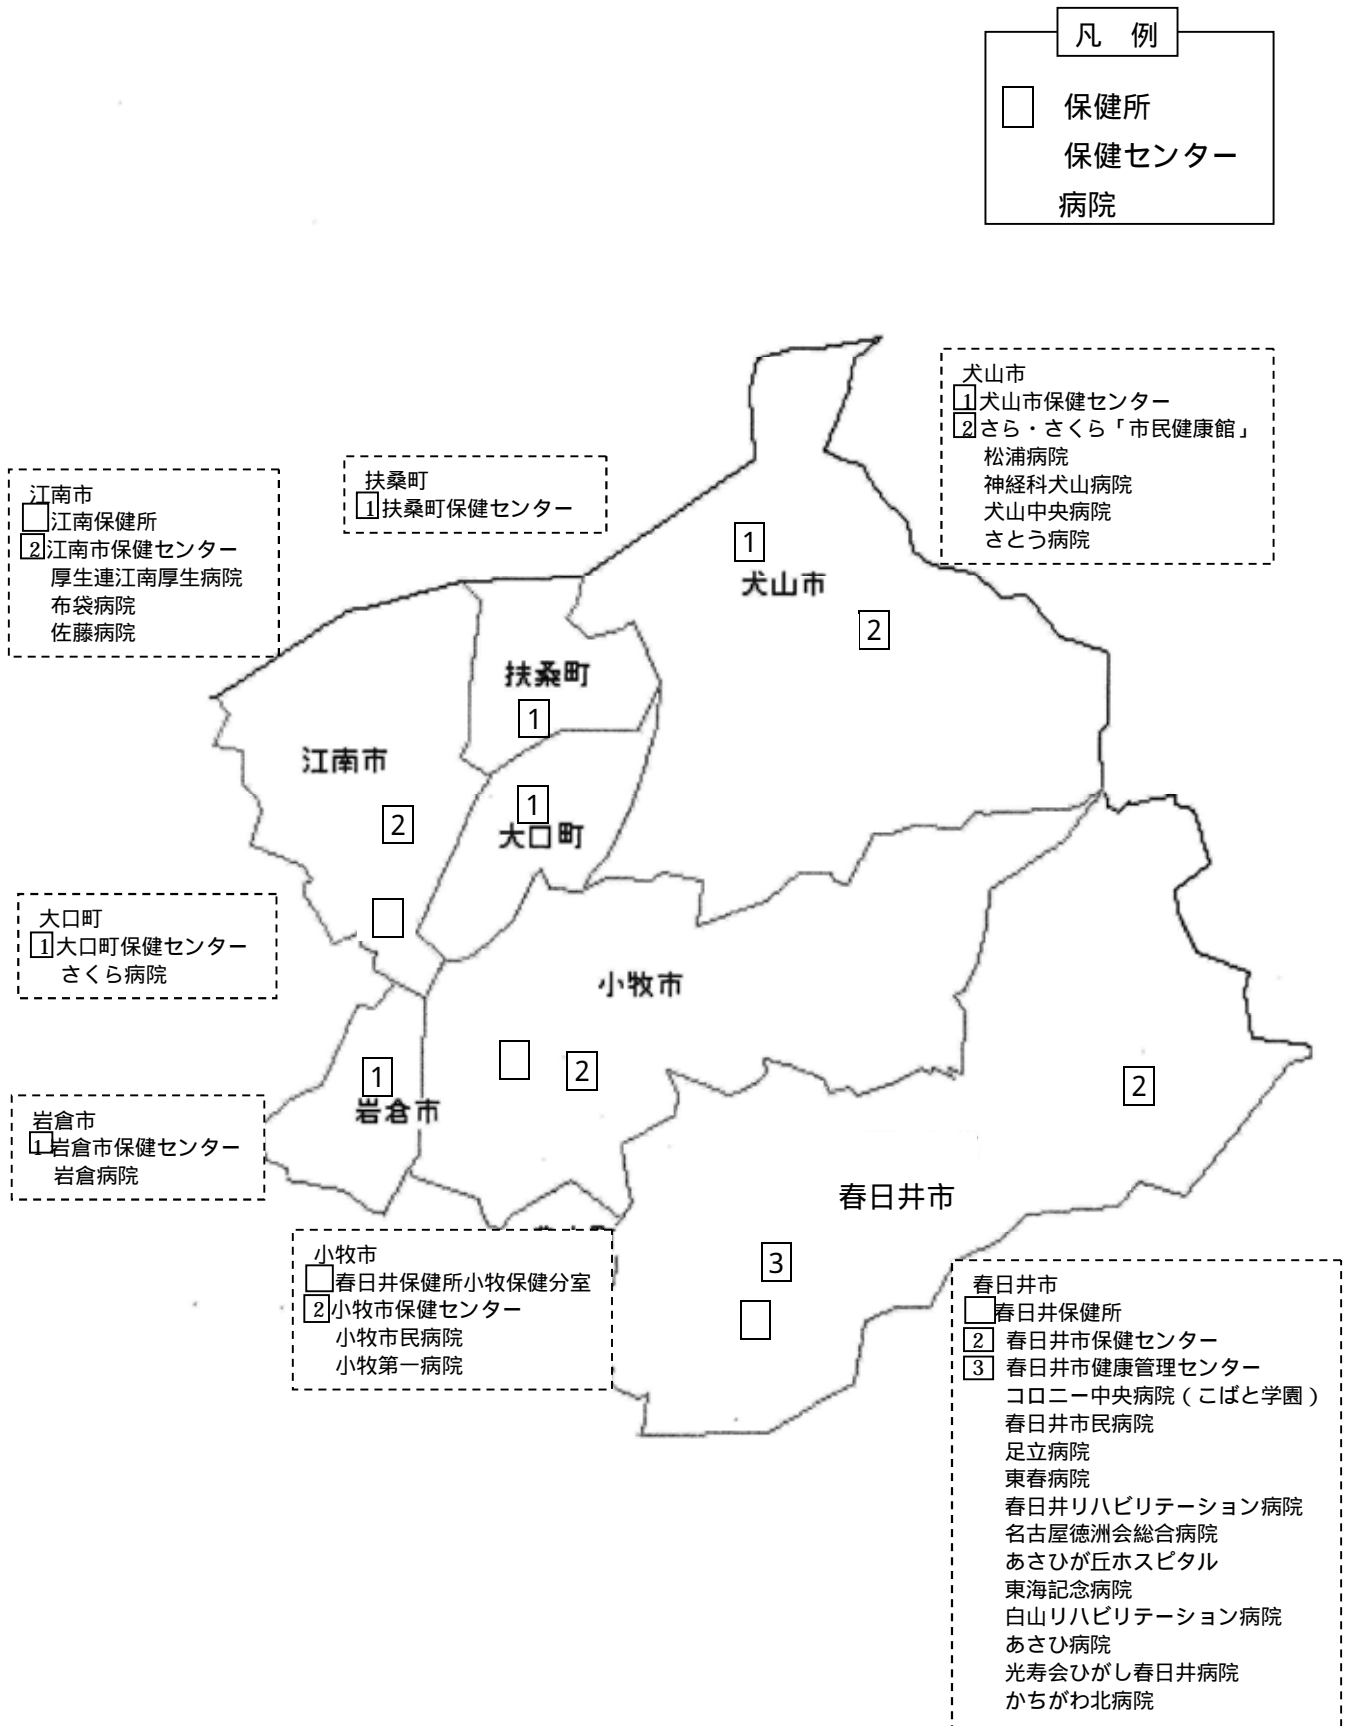 凡　例
保健所
保健センター
病院
犬山市
1 犬山市保健センター
2 さら・さくら「市民健康館」
松浦病院
神経科犬山病院
犬山中央病院
さとう病院
扶桑町
1 扶桑町保健センター
江南市
江南保健所
2 江南市保健センター
厚生連江南厚生病院
布袋病院
佐藤病院
1
犬山市
2
扶桑町
1
江南市
1
2
大口町
大口町
1 大口町保健センター
さくら病院
小牧市
2
1
岩倉市
2
岩倉市
1 岩倉市保健センター
岩倉病院
春日井市
3
小牧市
春日井保健所小牧保健分室
2 小牧市保健センター
小牧市民病院
小牧第一病院
春日井市
春日井保健所
2 春日井市保健センター
3 春日井市健康管理センター
コロニー中央病院（こばと学園）
春日井市民病院
足立病院
東春病院
春日井リハビリテーション病院
名古屋徳洲会総合病院
あさひが丘ホスピタル
東海記念病院
白山リハビリテーション病院
あさひ病院
光寿会ひがし春日井病院
かちがわ北病院